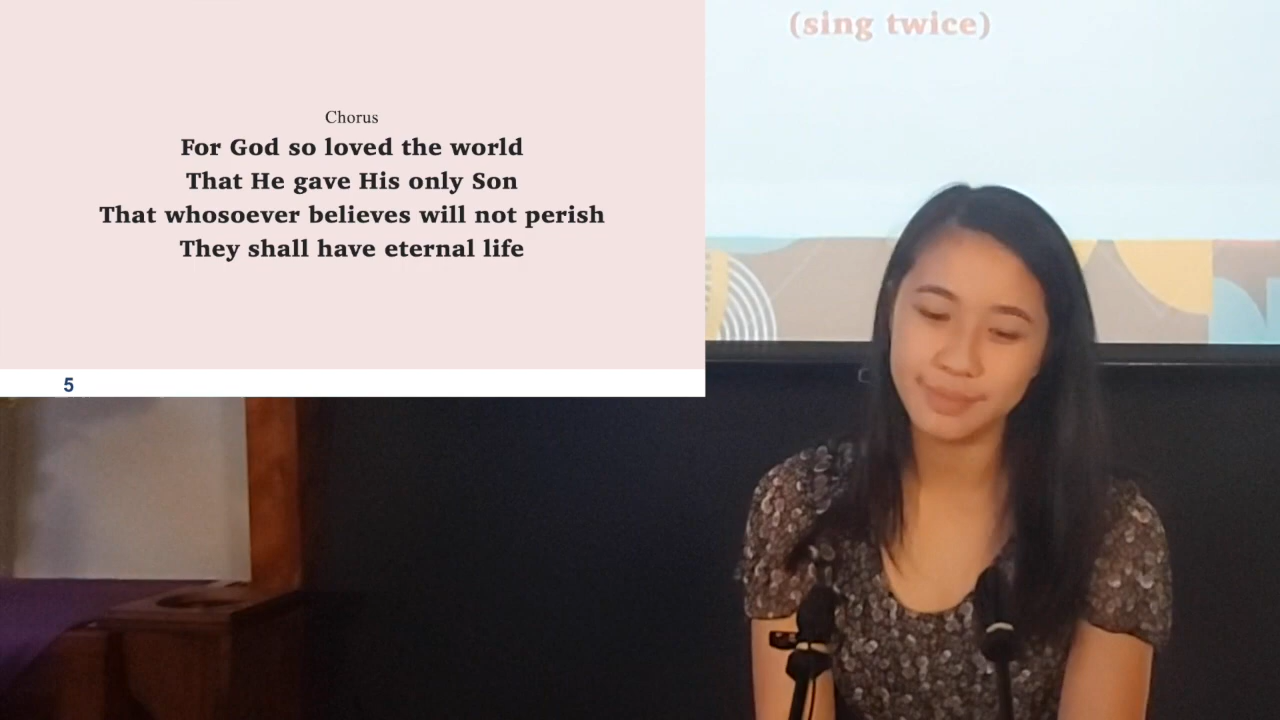 Chorus
For God so loved the world
That He gave His only Son
That whosoever believes will not perish
They shall have eternal life
5
(sing twice)